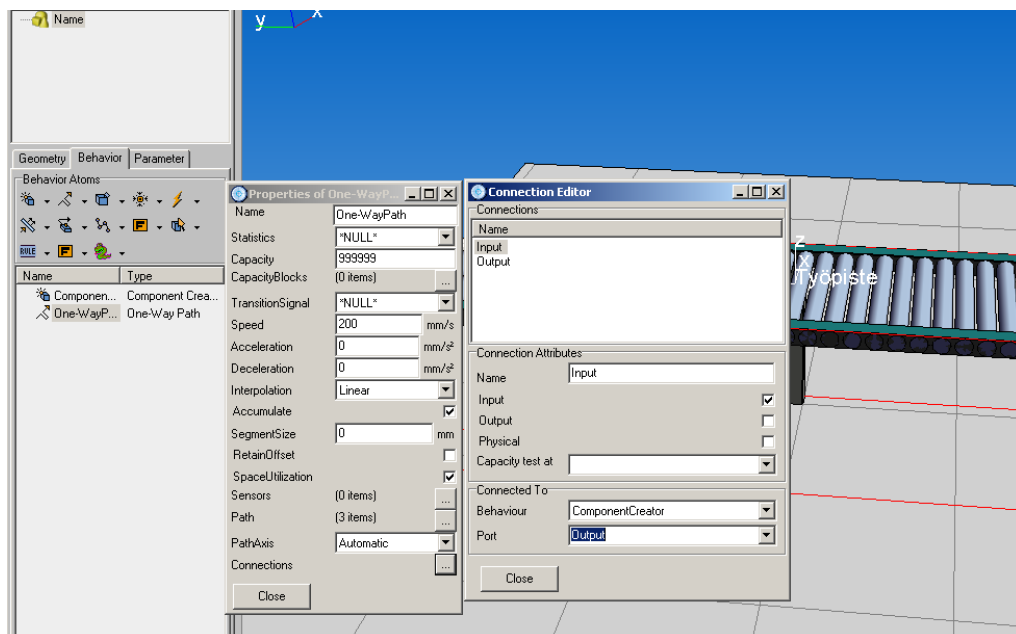 Name
y
x
Geometry Behavior Parameter
Behavior Atoms
RULE
Name Type
Componen... Component Crea...
One-WayP... One-Way Path
Properties of One-WayP...
Name One-WayPath
Statistics *NULL*
Capacity 999999
CapacityBlocks (0 items) ...
TransitionSignal *NULL*
Speed 200 mm/s
Acceleration 0 mm/s²
Deceleration 0 mm/s²
Interpolation Linear
Accumulate
SegmentSize 0 mm
RetainOffset
SpaceUtilization
Sensors (0 items) ...
Path (3 items) ...
PathAxis Automatic
Connections ...
Close
Connection Editor
Connections
Name
Input
Output
Connection Attributes
Name Input
Input
Output
Physical
Capacity test at
Connected To
Behaviour ComponentCreator
Port Output
Close
z
x
Työpiste